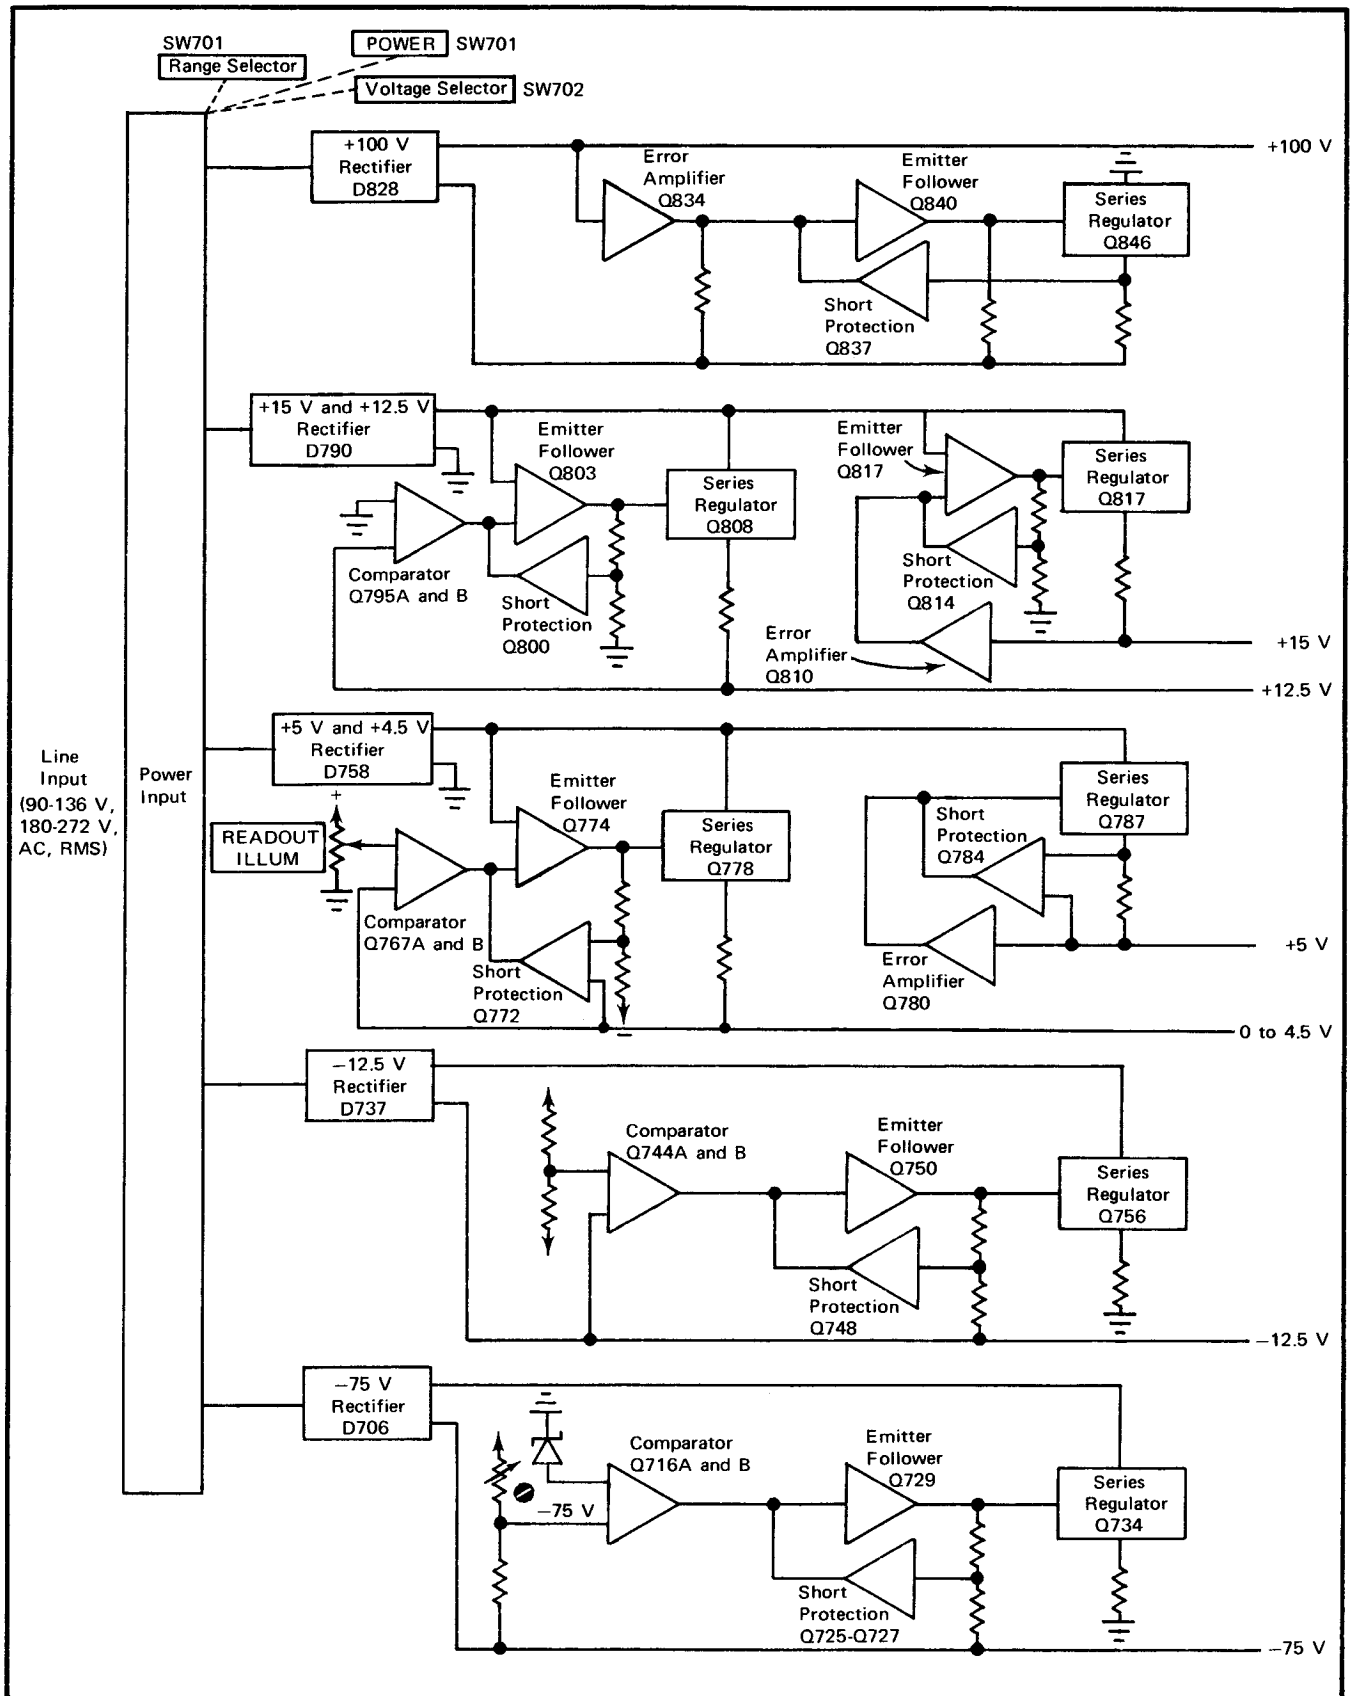 SW701
Range Selector
POWER SW701
Voltage Selector SW702
+100 V
Rectifier
D828
Error
Amplifier
Q834
Emitter
Follower
Q840
Series
Regulator
Q846
Short
Protection
Q837
+100 V
+15 V and +12.5 V
Rectifier
D790
Emitter
Follower
Q803
Series
Regulator
Q808
Comparator
Q795A and B
Short
Protection
Q800
Emitter
Follower
Q817
Series
Regulator
Q817
Short
Protection
Q814
Error
Amplifier
Q810
+15 V
+12.5 V
Line
Input
(90-136 V,
180-272 V,
AC, RMS)
Power
Input
+5 V and +4.5 V
Rectifier
D758
+
READOUT
ILLUM
Emitter
Follower
Q774
Series
Regulator
Q778
Comparator
Q767A and B
Short
Protection
Q772
−
Series
Regulator
Q787
Short
Protection
Q784
Error
Amplifier
Q780
+5 V
0 to 4.5 V
−12.5 V
Rectifier
D737
Comparator
Q744A and B
Emitter
Follower
Q750
Series
Regulator
Q756
Short
Protection
Q748
−12.5 V
−75 V
Rectifier
D706
−75 V
Comparator
Q716A and B
Emitter
Follower
Q729
Series
Regulator
Q734
Short
Protection
Q725-Q727
−75 V